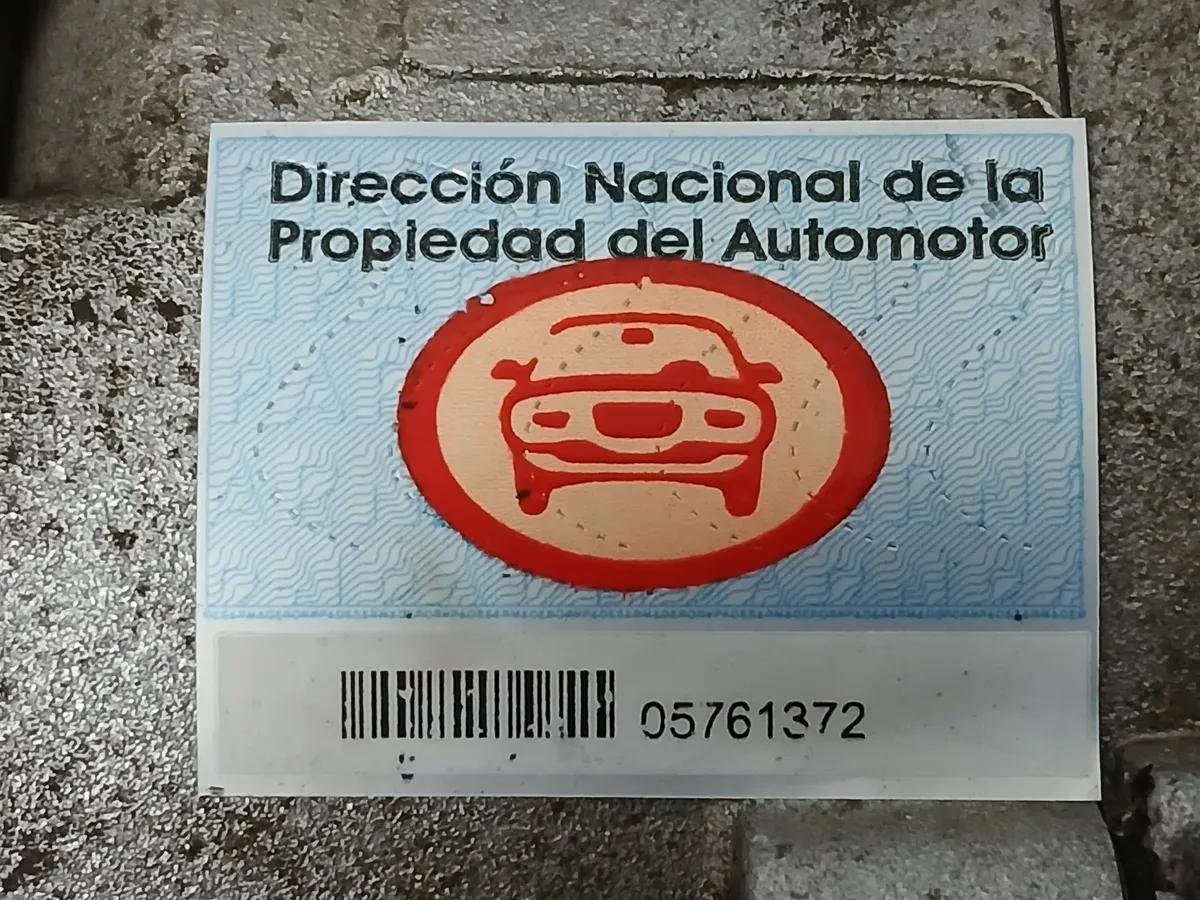 Dirección Nacional de la
Propiedad del Automotor
05761372